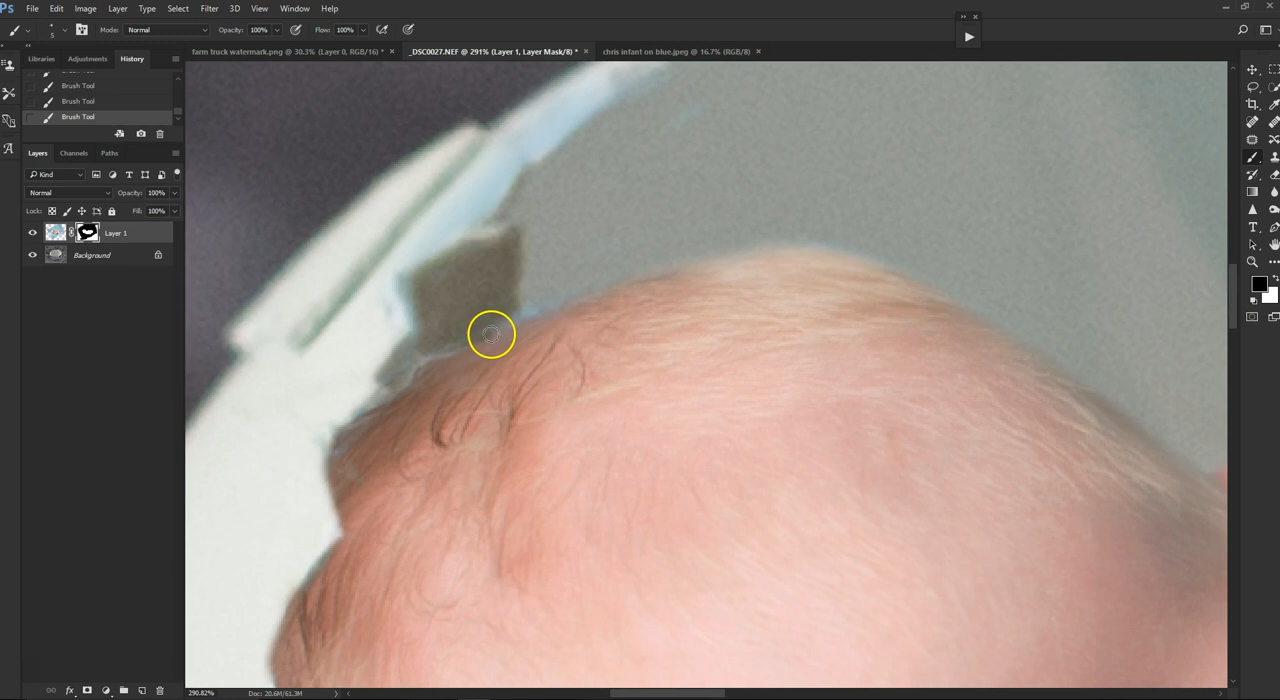 Ps File Edit Image Layer Type Select Filter 3D View Window Help
5 Mode: Normal Opacity: 100% Flow: 100%
farm truck watermark.png @ 30.3% (Layer 0, RGB/16) * × _DSC0027.NEF @ 291% (Layer 1, Layer Mask/8) * × chris infant on blue.jpeg @ 16.7% (RGB/8) ×
Libraries Adjustments History
Brush Tool
Brush Tool
Brush Tool
Layers Channels Paths
Kind
Normal Opacity: 100%
Lock: Fill: 100%
Layer 1
Background
fx
290.82% Doc: 20.6M/61.3M